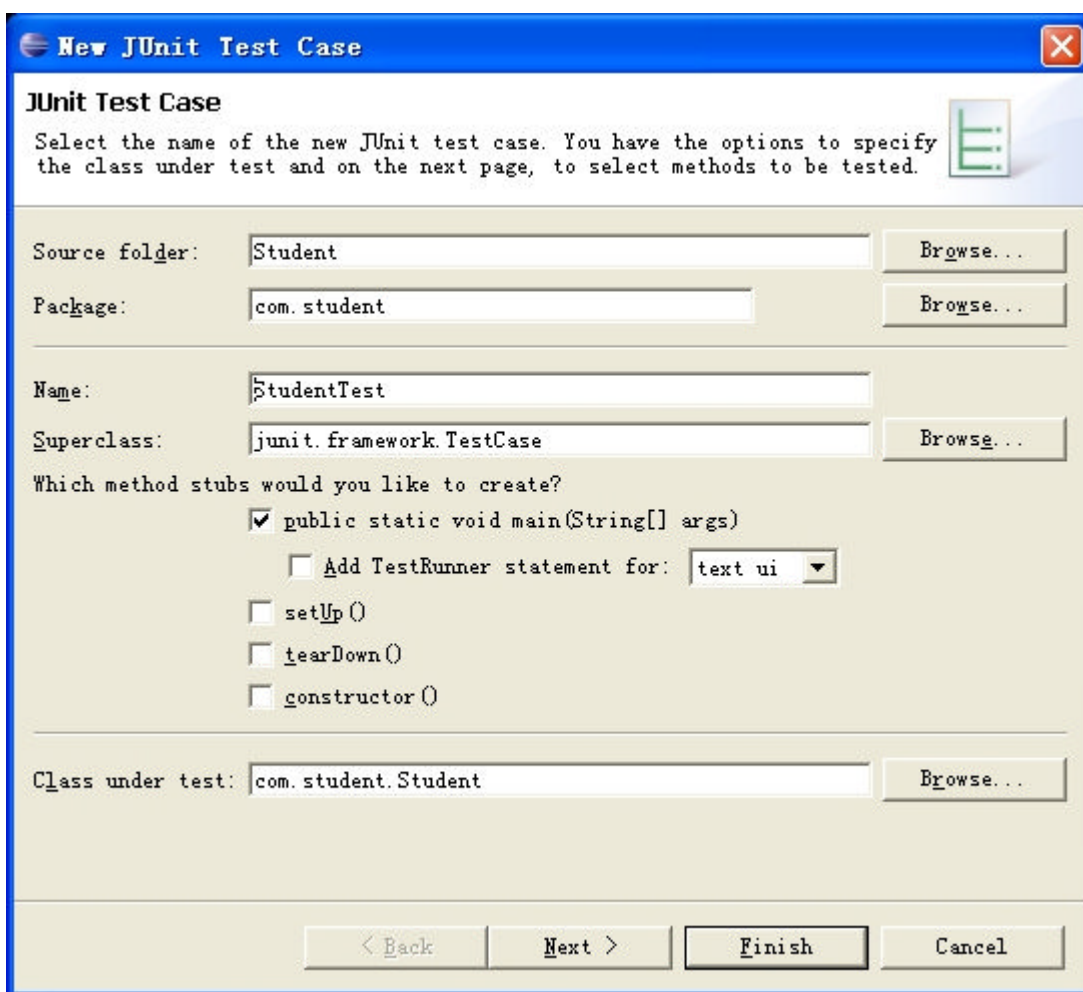 New JUnit Test Case
JUnit Test Case
Select the name of the new JUnit test case. You have the options to specify
the class under test and on the next page, to select methods to be tested.
Source folder: Student Browse...
Package: com.student Browse...
Name: StudentTest
Superclass: junit.framework.TestCase Browse...
Which method stubs would you like to create?
public static void main(String[] args)
Add TestRunner statement for: text ui
setUp()
tearDown()
constructor()
Class under test: com.student.Student Browse...
< Back Next > Finish Cancel